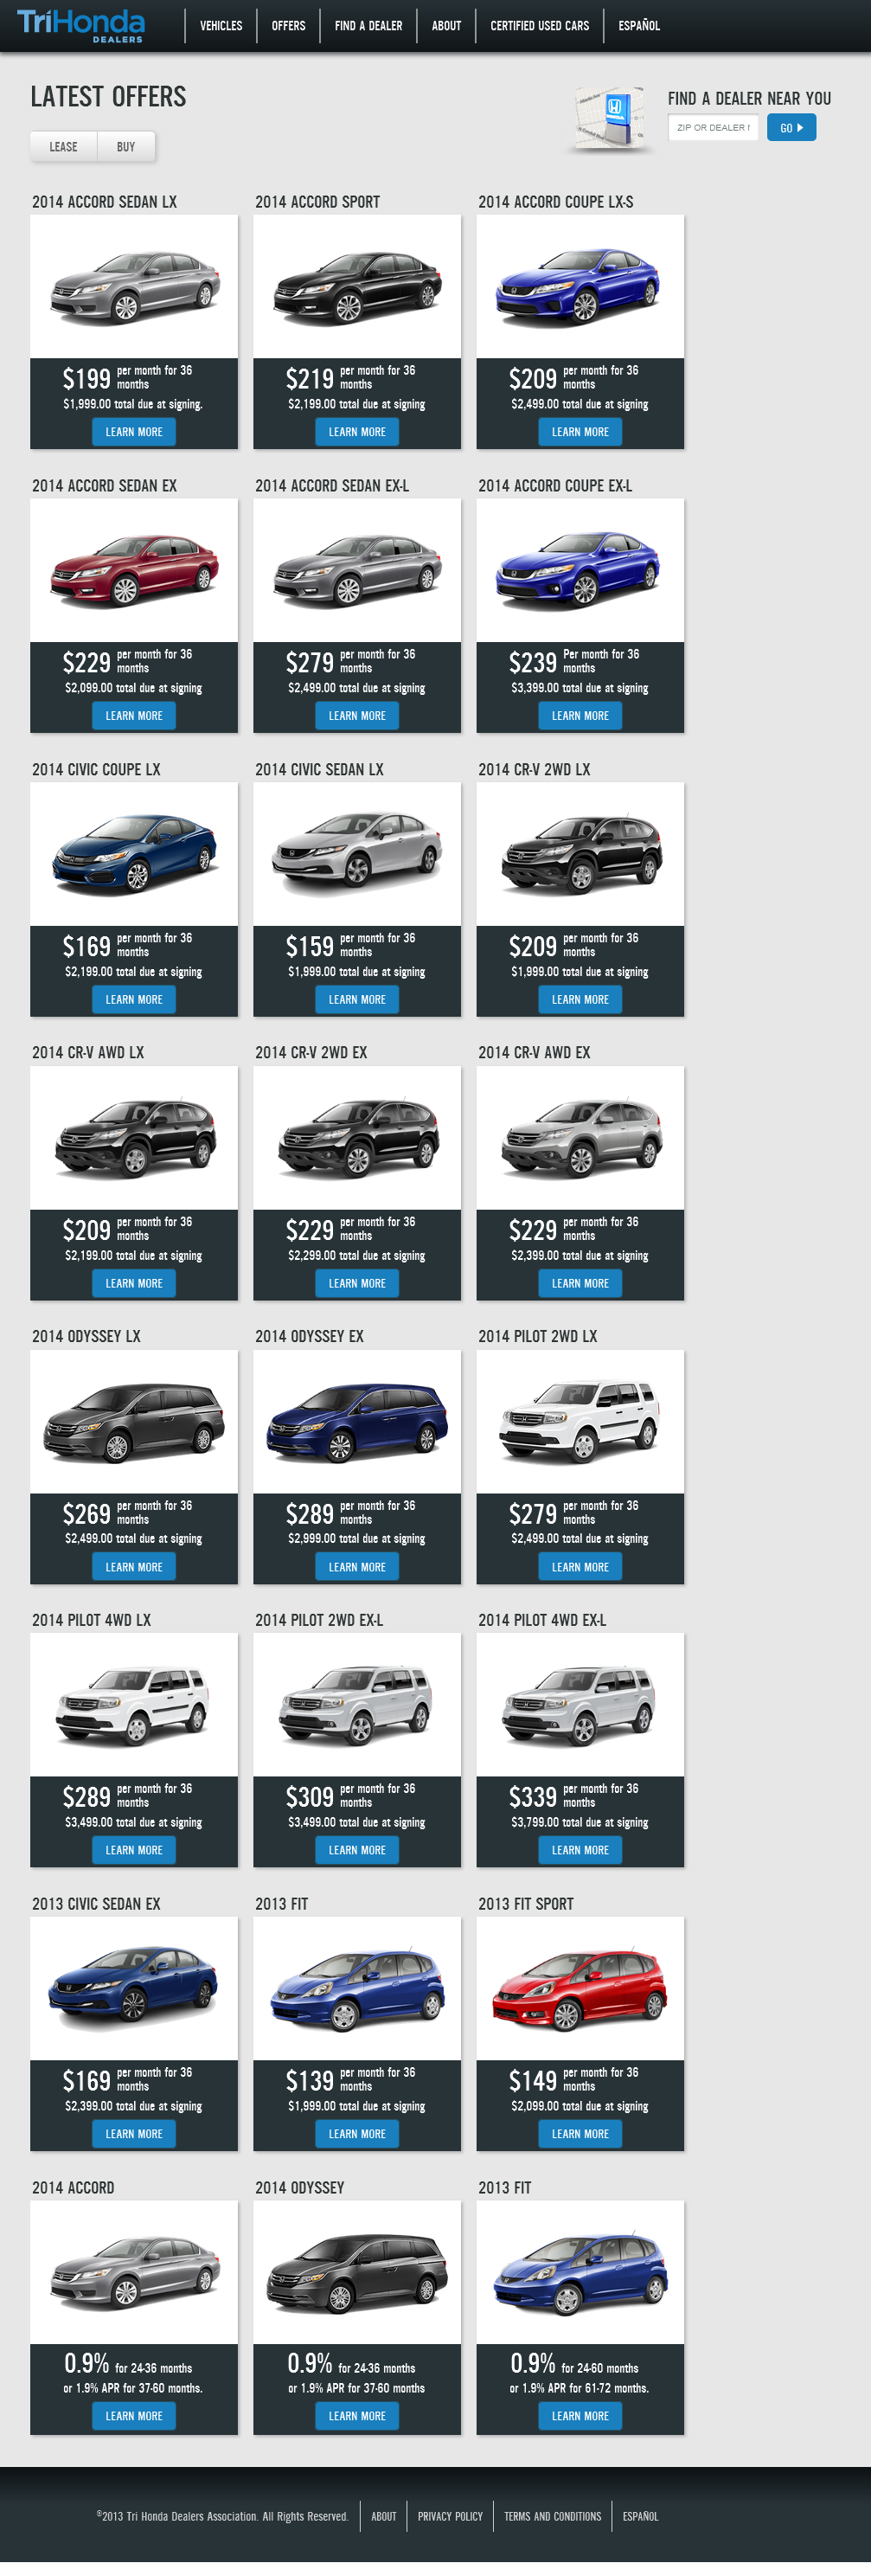 TriHonda
DEALERS
VEHICLES
OFFERS
FIND A DEALER
ABOUT
CERTIFIED USED CARS
ESPAÑOL
LATEST OFFERS
LEASE
BUY
FIND A DEALER NEAR YOU
ZIP OR DEALER
GO
2014 ACCORD SEDAN LX
$199 per month for 36
months
$1,999.00 total due at signing.
LEARN MORE
2014 ACCORD SPORT
$219 per month for 36
months
$2,199.00 total due at signing
LEARN MORE
2014 ACCORD COUPE LX-S
$209 per month for 36
months
$2,499.00 total due at signing
LEARN MORE
2014 ACCORD SEDAN EX
$229 per month for 36
months
$2,099.00 total due at signing
LEARN MORE
2014 ACCORD SEDAN EX-L
$279 per month for 36
months
$2,499.00 total due at signing
LEARN MORE
2014 ACCORD COUPE EX-L
$239 Per month for 36
months
$3,399.00 total due at signing
LEARN MORE
2014 CIVIC COUPE LX
$169 per month for 36
months
$2,199.00 total due at signing
LEARN MORE
2014 CIVIC SEDAN LX
$159 per month for 36
months
$1,999.00 total due at signing
LEARN MORE
2014 CR-V 2WD LX
$209 per month for 36
months
$1,999.00 total due at signing
LEARN MORE
2014 CR-V AWD LX
$209 per month for 36
months
$2,199.00 total due at signing
LEARN MORE
2014 CR-V 2WD EX
$229 per month for 36
months
$2,299.00 total due at signing
LEARN MORE
2014 CR-V AWD EX
$229 per month for 36
months
$2,399.00 total due at signing
LEARN MORE
2014 ODYSSEY LX
$269 per month for 36
months
$2,499.00 total due at signing
LEARN MORE
2014 ODYSSEY EX
$289 per month for 36
months
$2,999.00 total due at signing
LEARN MORE
2014 PILOT 2WD LX
$279 per month for 36
months
$2,499.00 total due at signing
LEARN MORE
2014 PILOT 4WD LX
$289 per month for 36
months
$3,499.00 total due at signing
LEARN MORE
2014 PILOT 2WD EX-L
$309 per month for 36
months
$3,499.00 total due at signing
LEARN MORE
2014 PILOT 4WD EX-L
$339 per month for 36
months
$3,799.00 total due at signing
LEARN MORE
2013 CIVIC SEDAN EX
$169 per month for 36
months
$2,399.00 total due at signing
LEARN MORE
2013 FIT
$139 per month for 36
months
$1,999.00 total due at signing
LEARN MORE
2013 FIT SPORT
$149 per month for 36
months
$2,099.00 total due at signing
LEARN MORE
2014 ACCORD
0.9% for 24-36 months
or 1.9% APR for 37-60 months.
LEARN MORE
2014 ODYSSEY
0.9% for 24-36 months
or 1.9% APR for 37-60 months
LEARN MORE
2013 FIT
0.9% for 24-60 months
or 1.9% APR for 61-72 months.
LEARN MORE
©2013 Tri Honda Dealers Association. All Rights Reserved.
ABOUT
PRIVACY POLICY
TERMS AND CONDITIONS
ESPAÑOL